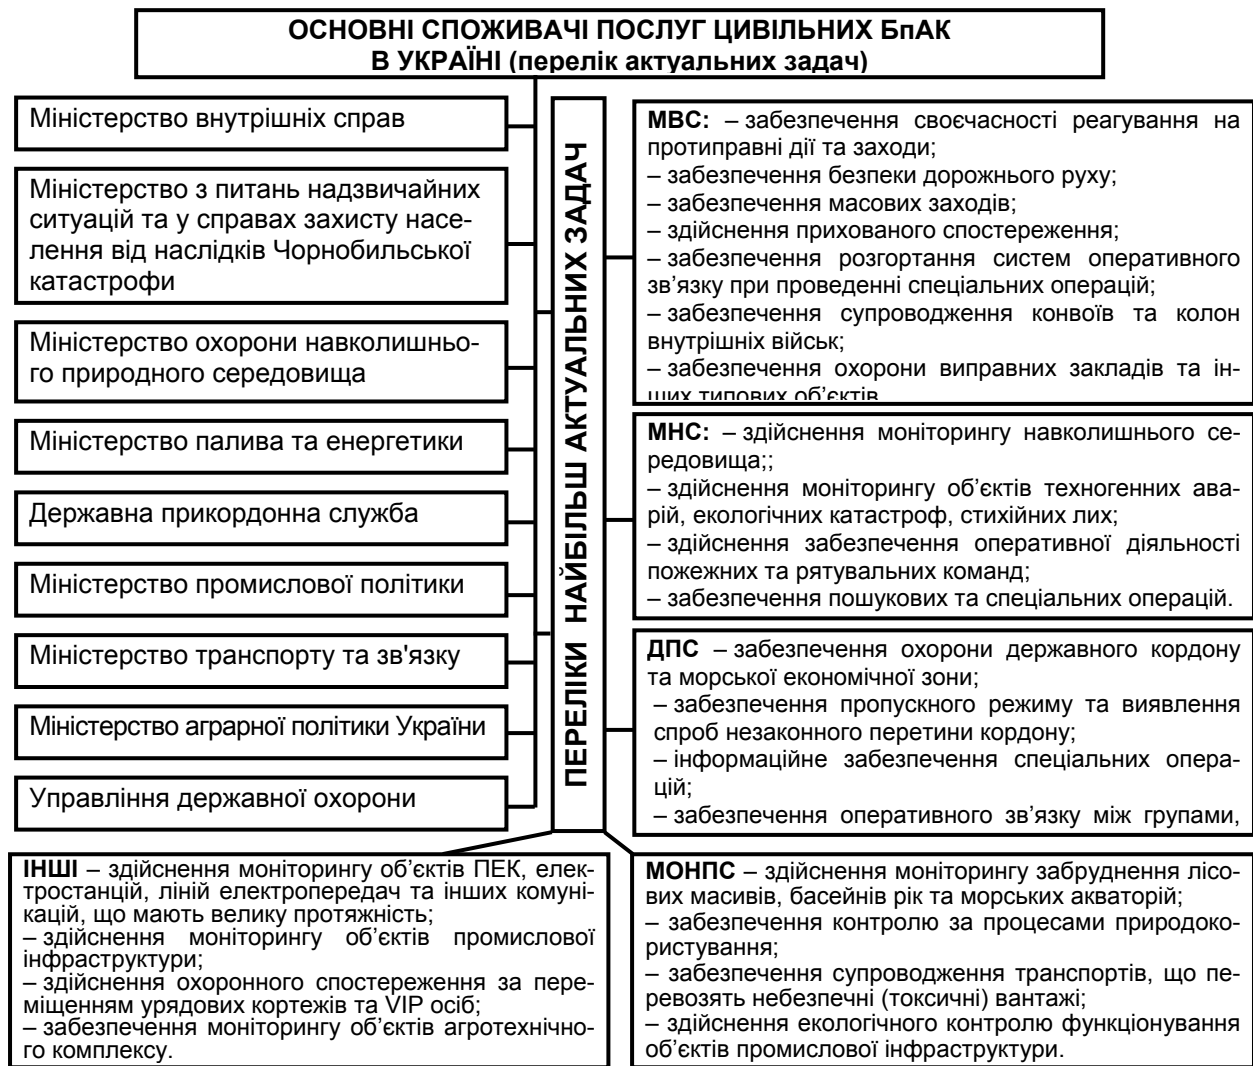 ОСНОВНІ СПОЖИВАЧІ ПОСЛУГ ЦИВІЛЬНИХ БпАК
В УКРАЇНІ (перелік актуальних задач)
Міністерство внутрішніх справ
Міністерство з питань надзвичайних
ситуацій та у справах захисту насе-
лення від наслідків Чорнобильської
катастрофи
Міністерство охорони навколишньо-
го природного середовища
Міністерство палива та енергетики
Державна прикордонна служба
Міністерство промислової політики
Міністерство транспорту та зв'язку
Міністерство аграрної політики України
Управління державної охорони
ПЕРЕЛІКИ НАЙБІЛЬШ АКТУАЛЬНИХ ЗАДАЧ
МВС: – забезпечення своєчасності реагування на
протиправні дії та заходи;
– забезпечення безпеки дорожнього руху;
– забезпечення масових заходів;
– здійснення прихованого спостереження;
– забезпечення розгортання систем оперативного
зв’язку при проведенні спеціальних операцій;
– забезпечення супроводження конвоїв та колон
внутрішніх військ;
– забезпечення охорони виправних закладів та ін-
ших типових об’єктів
МНС: – здійснення моніторингу навколишнього се-
редовища;;
– здійснення моніторингу об’єктів техногенних ава-
рій, екологічних катастроф, стихійних лих;
– здійснення забезпечення оперативної діяльності
пожежних та рятувальних команд;
– забезпечення пошукових та спеціальних операцій.
ДПС – забезпечення охорони державного кордону
та морської економічної зони;
– забезпечення пропускного режиму та виявлення
спроб незаконного перетини кордону;
– інформаційне забезпечення спеціальних опера-
цій;
– забезпечення оперативного зв’язку між групами,
ІНШІ – здійснення моніторингу об’єктів ПЕК, елек-
тростанцій, ліній електропередач та інших комуні-
кацій, що мають велику протяжність;
– здійснення моніторингу об’єктів промислової
інфраструктури;
– здійснення охоронного спостереження за пере-
міщенням урядових кортежів та VIP осіб;
– забезпечення моніторингу об’єктів агротехнічно-
го комплексу.
МОНПС – здійснення моніторингу забруднення лісо-
вих масивів, басейнів рік та морських акваторій;
– забезпечення контролю за процесами природоко-
ристування;
– забезпечення супроводження транспортів, що пе-
ревозять небезпечні (токсичні) вантажі;
– здійснення екологічного контролю функціонування
об’єктів промислової інфраструктури.